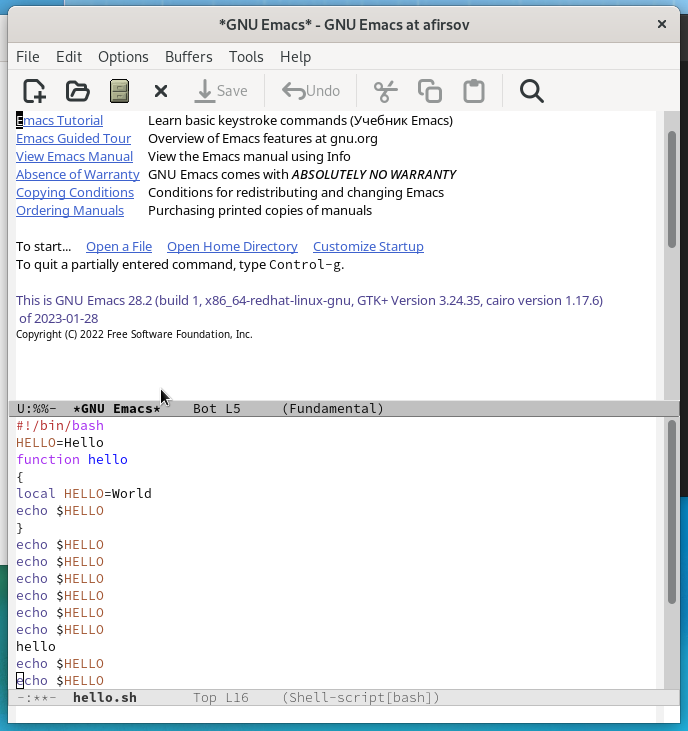 *GNU Emacs* - GNU Emacs at afirsov
File Edit Options Buffers Tools Help
Save Undo
Emacs Tutorial Learn basic keystroke commands (Учебник Emacs)
Emacs Guided Tour Overview of Emacs features at gnu.org
View Emacs Manual View the Emacs manual using Info
Absence of Warranty GNU Emacs comes with ABSOLUTELY NO WARRANTY
Copying Conditions Conditions for redistributing and changing Emacs
Ordering Manuals Purchasing printed copies of manuals
To start... Open a File Open Home Directory Customize Startup
To quit a partially entered command, type Control-g.
This is GNU Emacs 28.2 (build 1, x86_64-redhat-linux-gnu, GTK+ Version 3.24.35, cairo version 1.17.6)
of 2023-01-28
Copyright (C) 2022 Free Software Foundation, Inc.
U:%%- *GNU Emacs* Bot L5 (Fundamental)
#!/bin/bash
HELLO=Hello
function hello
{
local HELLO=World
echo $HELLO
}
echo $HELLO
echo $HELLO
echo $HELLO
echo $HELLO
echo $HELLO
echo $HELLO
hello
echo $HELLO
echo $HELLO
-:**- hello.sh Top L16 (Shell-script[bash])